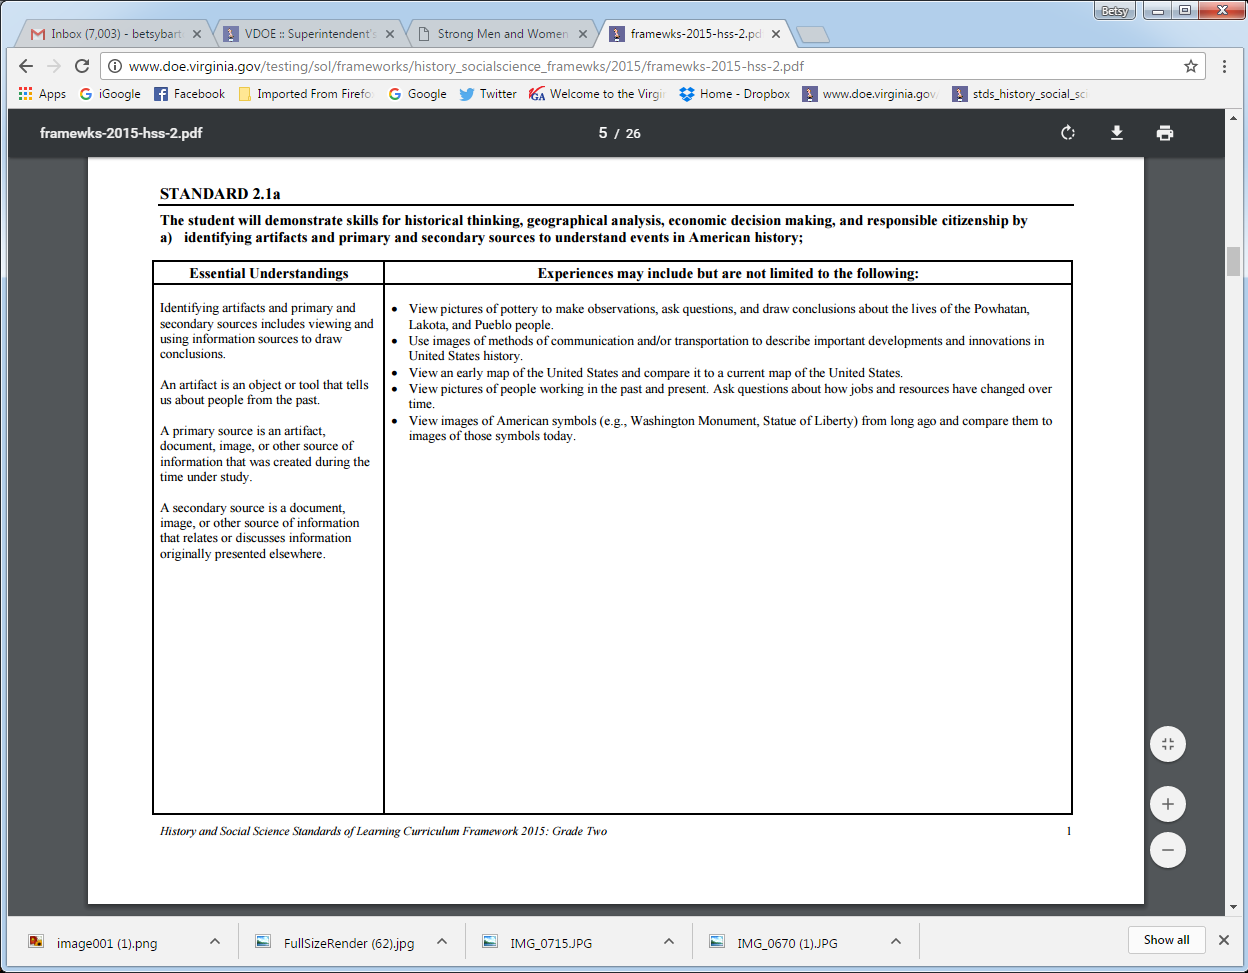 Betsy
Inbox (7,003) - betsybart
VDOE :: Superintendent's
Strong Men and Women
framewks-2015-hss-2.pd
www.doe.virginia.gov/testing/sol/frameworks/history_socialscience_framewks/2015/framewks-2015-hss-2.pdf
Apps iGoogle Facebook Imported From Firefo Google Twitter Welcome to the Virgi Home - Dropbox www.doe.virginia.gov stds_history_social_sci
framewks-2015-hss-2.pdf
5 / 26
STANDARD 2.1a
The student will demonstrate skills for historical thinking, geographical analysis, economic decision making, and responsible citizenship by
a) identifying artifacts and primary and secondary sources to understand events in American history;
Essential Understandings
Identifying artifacts and primary and
secondary sources includes viewing and
using information sources to draw
conclusions.
An artifact is an object or tool that tells
us about people from the past.
A primary source is an artifact,
document, image, or other source of
information that was created during the
time under study.
A secondary source is a document,
image, or other source of information
that relates or discusses information
originally presented elsewhere.
Experiences may include but are not limited to the following:
• View pictures of pottery to make observations, ask questions, and draw conclusions about the lives of the Powhatan,
Lakota, and Pueblo people.
• Use images of methods of communication and/or transportation to describe important developments and innovations in
United States history.
• View an early map of the United States and compare it to a current map of the United States.
• View pictures of people working in the past and present. Ask questions about how jobs and resources have changed over
time.
• View images of American symbols (e.g., Washington Monument, Statue of Liberty) from long ago and compare them to
images of those symbols today.
History and Social Science Standards of Learning Curriculum Framework 2015: Grade Two 1
image001 (1).png
FullSizeRender (62).jpg
IMG_0715.JPG
IMG_0670 (1).JPG
Show all